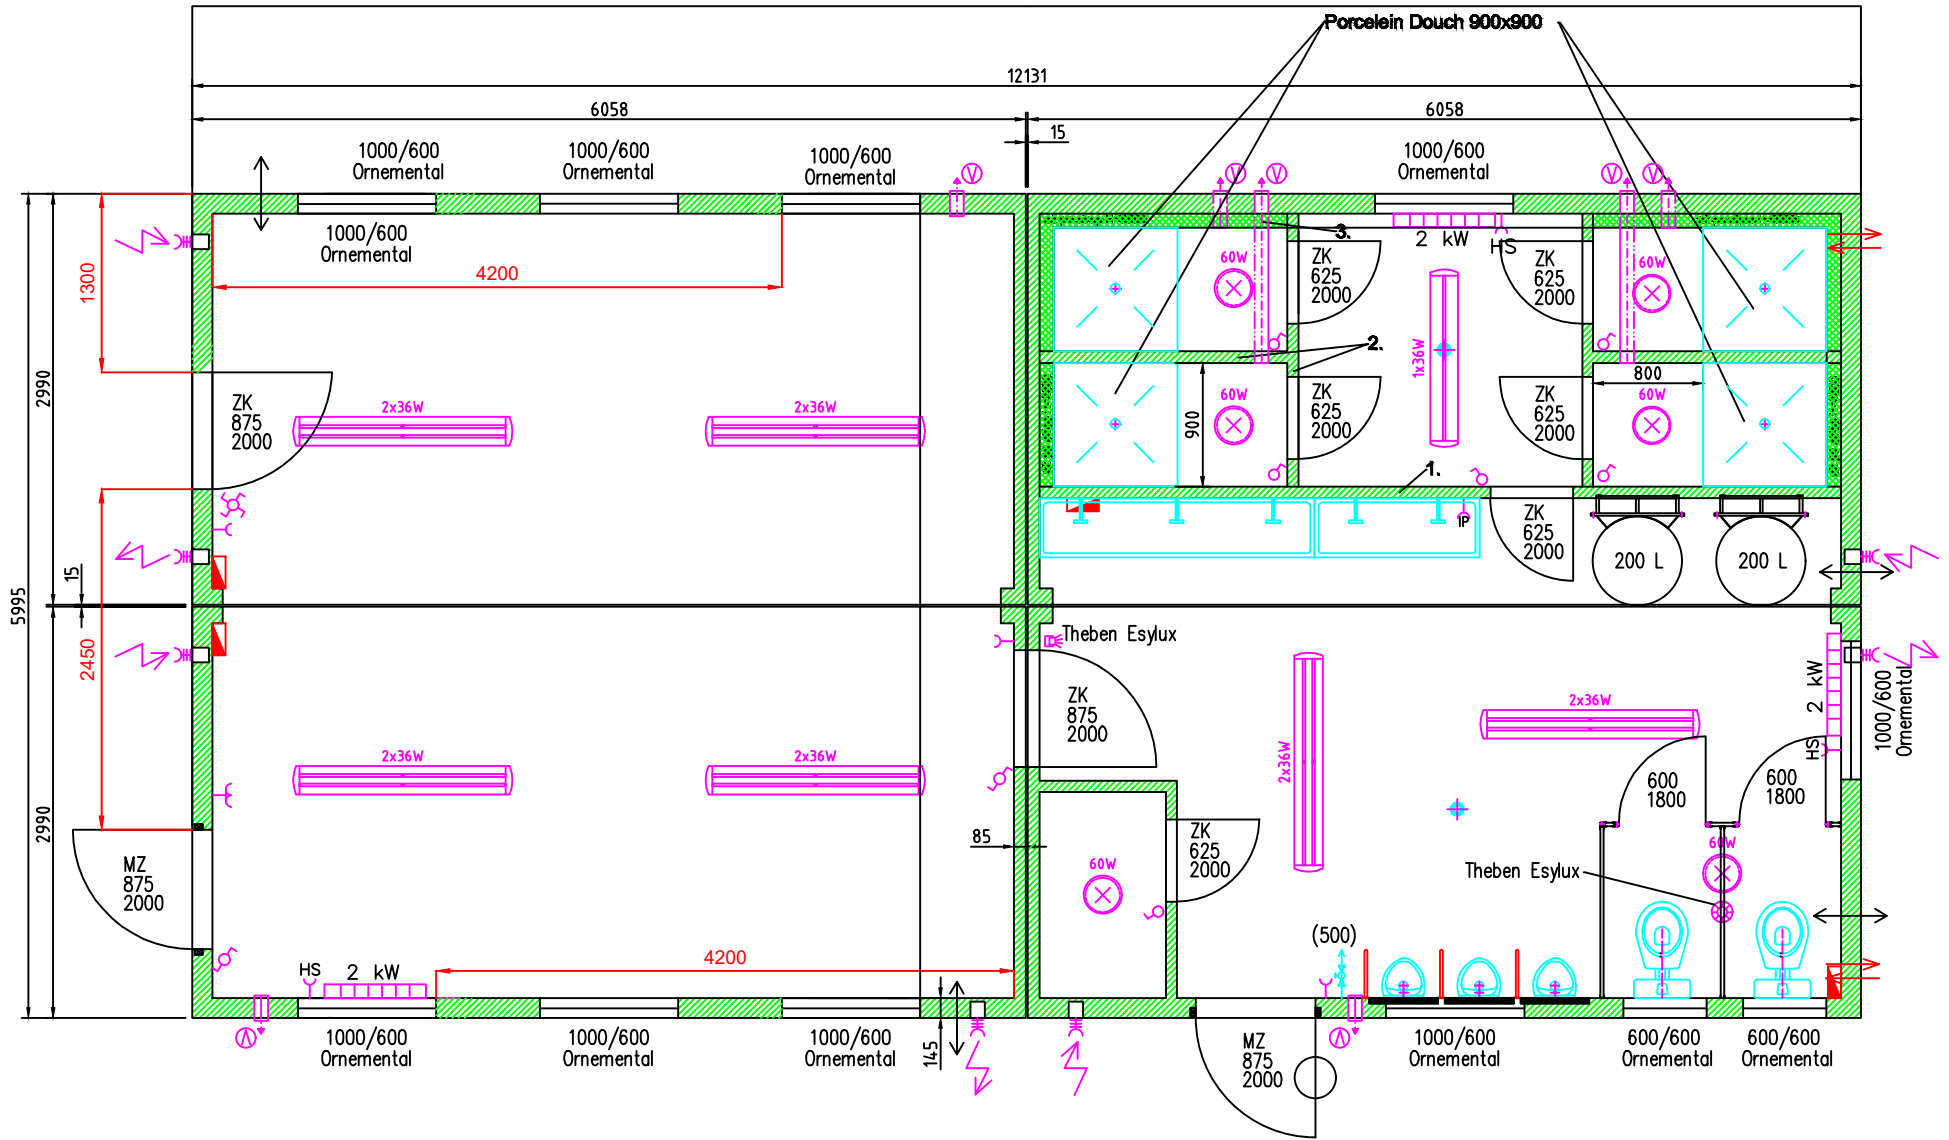 Porcelein Douch 900x900
12131
6058
6058
15
1000/600
Ornemental
1000/600
Ornemental
1000/600
Ornemental
1000/600
Ornemental
V
V
V
V
V
1000/600
Ornemental
3.
2 kW
HS
4200
1300
60W
ZK
625
2000
ZK
625
2000
60W
2990
2.
1x36W
800
ZK
875
2000
2x36W
2x36W
900
60W
ZK
625
2000
ZK
625
2000
60W
1.
1P
ZK
625
2000
200 L
200 L
15
5995
2450
Theben Esylux
ZK
875
2000
2 kW
HS
1000/600
Ornemental
2x36W
2x36W
2x36W
2x36W
600
1800
600
1800
2990
85
ZK
625
2000
60W
60W
MZ
875
2000
Theben Esylux
(500)
HS
2 kW
4200
V
1000/600
Ornemental
1000/600
Ornemental
1000/600
Ornemental
145
MZ
875
2000
V
1000/600
Ornemental
600/600
Ornemental
600/600
Ornemental